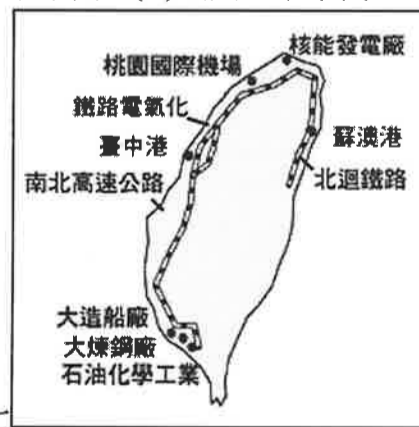 核能發電廠
桃園國際機場
鐵路電氣化
臺中港
蘇澳港
南北高速公路
北迴鐵路
大造船廠
大煉鋼廠
石油化學工業